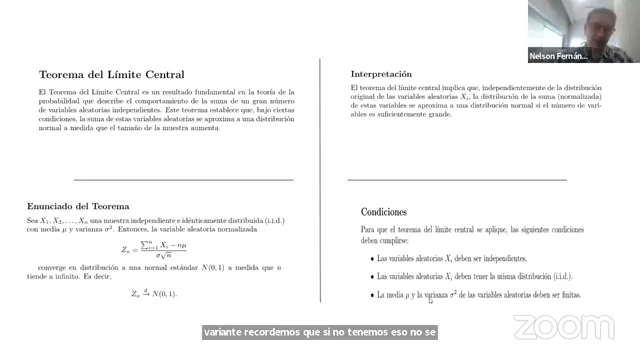 Nelson Fernán...
Teorema del Límite Central
El Teorema del Límite Central es un resultado fundamental en la teoría de la
probabilidad que describe el comportamiento de la suma de un gran número
de variables aleatorias independientes. Este teorema establece que, bajo ciertas
condiciones, la suma de estas variables aleatorias se aproxima a una distribución
normal a medida que el tamaño de la muestra aumenta.
Interpretación
El teorema del límite central implica que, independientemente de la distribución
original de las variables aleatorias Xᵢ, la distribución de la suma (normalizada)
de estas variables se aproxima a una distribución normal si el número de vari-
ables es suficientemente grande.
Enunciado del Teorema
Sea X₁, X₂, . . . , Xₙ una muestra independiente e idénticamente distribuida (i.i.d.)
con media μ y varianza σ². Entonces, la variable aleatoria normalizada
Zₙ = (∑ⁿᵢ₌₁ Xᵢ − nμ) / (σ√n)
converge en distribución a una normal estándar N(0, 1) a medida que n
tiende a infinito. Es decir,
Zₙ →ᵈ N(0, 1).
Condiciones
Para que el teorema del límite central se aplique, las siguientes condiciones
deben cumplirse:
• Las variables aleatorias Xᵢ deben ser independientes.
• Las variables aleatorias Xᵢ deben tener la misma distribución (i.i.d.).
• La media μ y la varianza σ² de las variables aleatorias deben ser finitas.
variante recordemos que si no tenemos eso no se
zoom